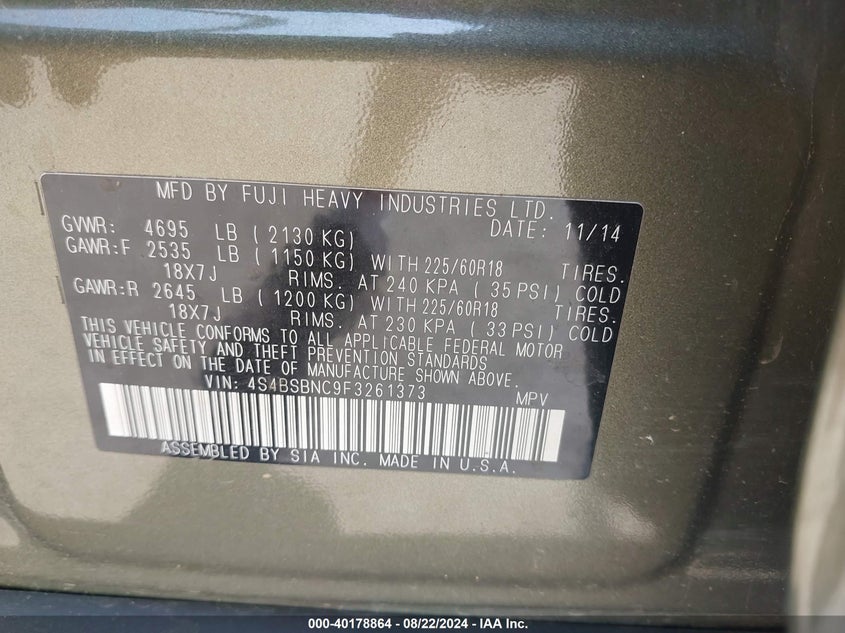 MFD BY FUJI HEAVY INDUSTRIES LTD.
GVWR: 4695 LB ( 2130 KG) DATE: 11/14
GAWR:F 2535 LB ( 1150 KG) WITH 225/60R18 TIRES.
18X7J RIMS. AT 240 KPA ( 35 PSI) COLD
GAWR:R 2645 LB ( 1200 KG) WITH 225/60R18 TIRES.
18X7J RIMS. AT 230 KPA ( 33 PSI) COLD
THIS VEHICLE CONFORMS TO ALL APPLICABLE FEDERAL MOTOR
VEHICLE SAFETY AND THEFT PREVENTION STANDARDS
IN EFFECT ON THE DATE OF MANUFACTURE SHOWN ABOVE.
VIN: 4S4BSBNC9F3261373 MPV
ASSEMBLED BY SIA INC. MADE IN U.S.A.
000-40178864 - 08/22/2024 - IAA Inc.